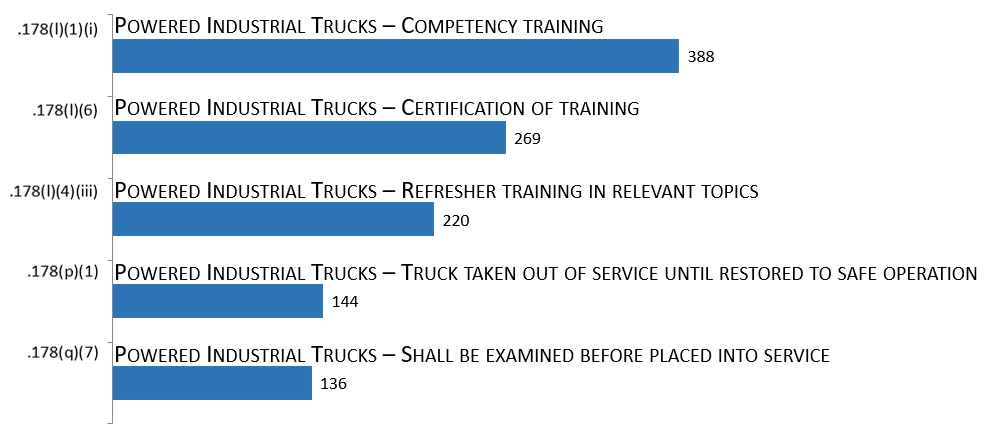 .178(l)(1)(i) Powered Industrial Trucks – Competency training
388
.178(l)(6) Powered Industrial Trucks – Certification of training
269
.178(l)(4)(iii) Powered Industrial Trucks – Refresher training in relevant topics
220
.178(p)(1) Powered Industrial Trucks – Truck taken out of service until restored to safe operation
144
.178(q)(7) Powered Industrial Trucks – Shall be examined before placed into service
136